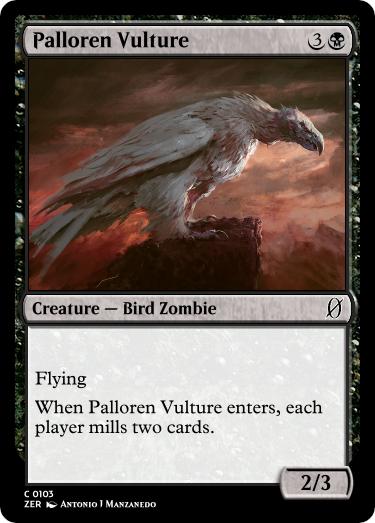 Palloren Vulture 3
Creature — Bird Zombie
Flying
When Palloren Vulture enters, each
player mills two cards.
2/3
C 0103
ZER Antonio J Manzanedo